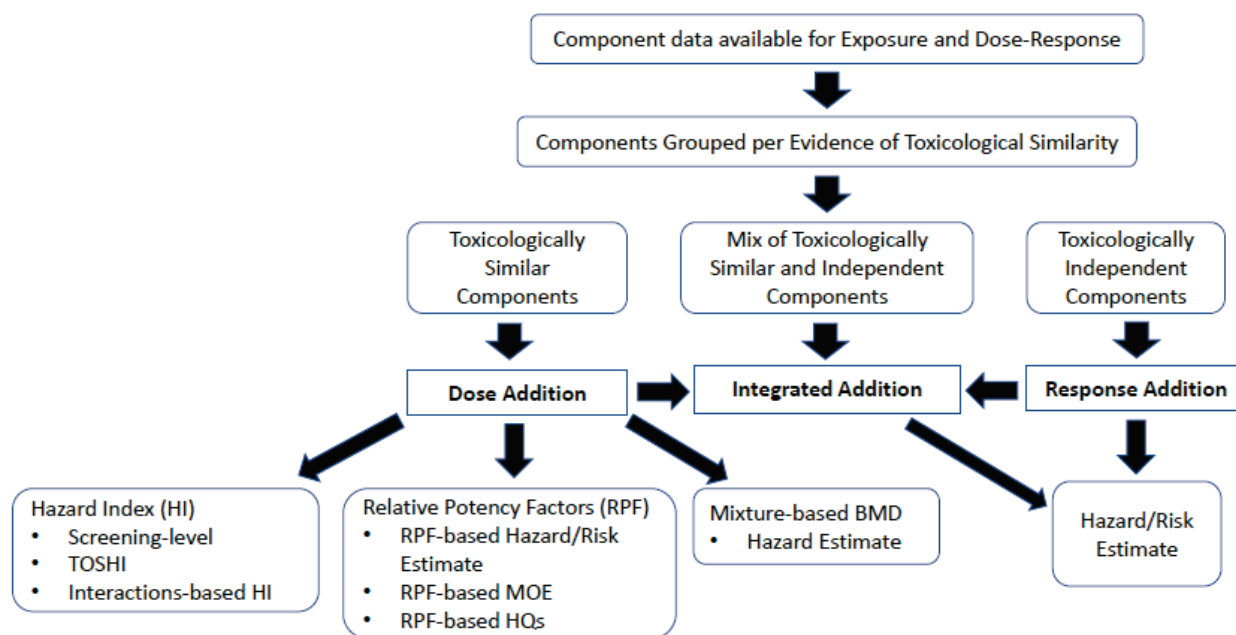 Component data available for Exposure and Dose-Response
Components Grouped per Evidence of Toxicological Similarity
Toxicologically
Similar
Components
Mix of Toxicologically
Similar and Independent
Components
Toxicologically
Independent
Components
Dose Addition
Integrated Addition
Response Addition
Hazard Index (HI)
• Screening-level
• TOSHI
• Interactions-based HI
Relative Potency Factors (RPF)
• RPF-based Hazard/Risk
Estimate
• RPF-based MOE
• RPF-based HQs
Mixture-based BMD
• Hazard Estimate
Hazard/Risk
Estimate